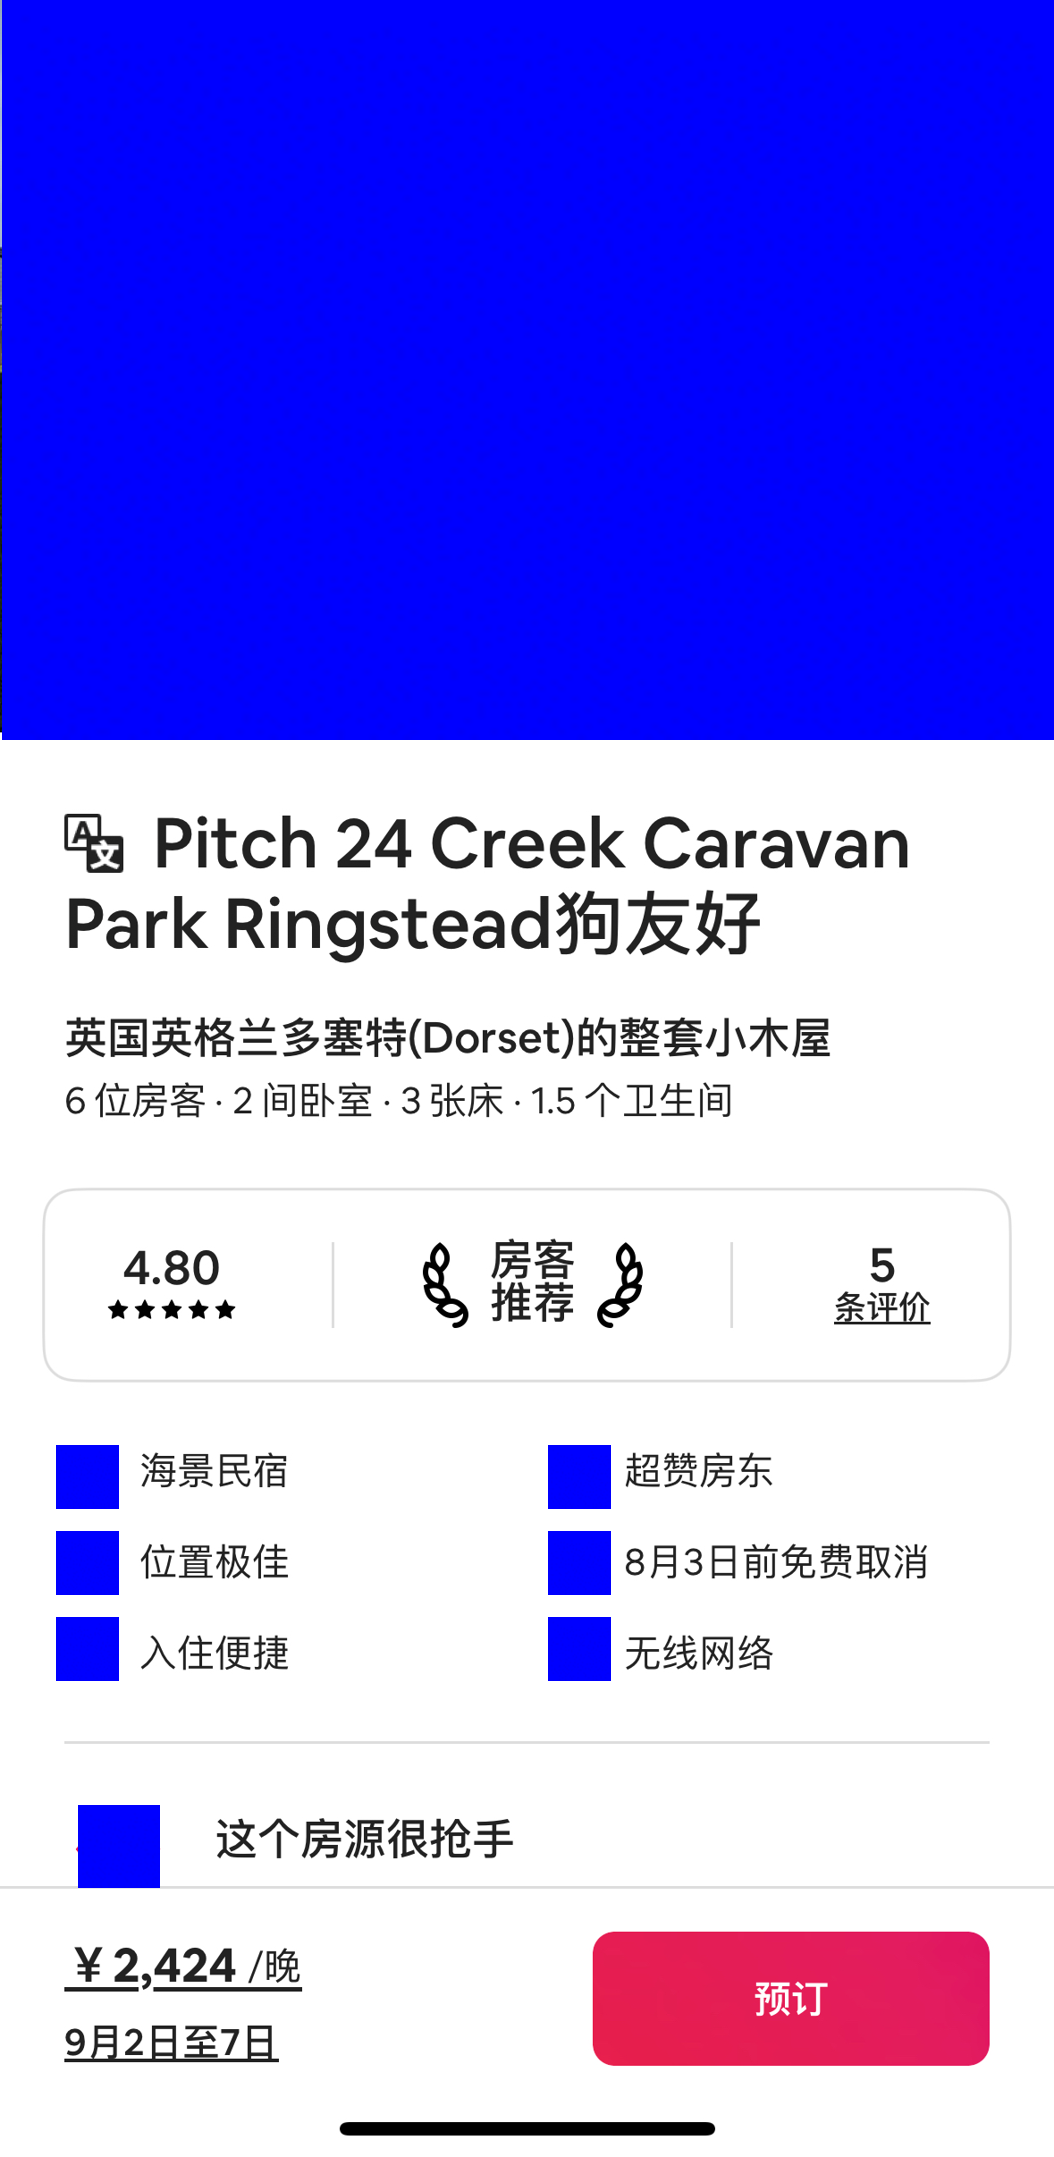 Pitch 24 Creek Caravan
Park Ringstead狗友好
英国英格兰多塞特(Dorset)的整套小木屋
6 位房客 · 2 间卧室 · 3 张床 · 1.5 个卫生间
4.80
房客
推荐
5
条评价
海景民宿
超赞房东
位置极佳
8月3日前免费取消
入住便捷
无线网络
这个房源很抢手
￥2,424 /晚
预订
9月2日至7日